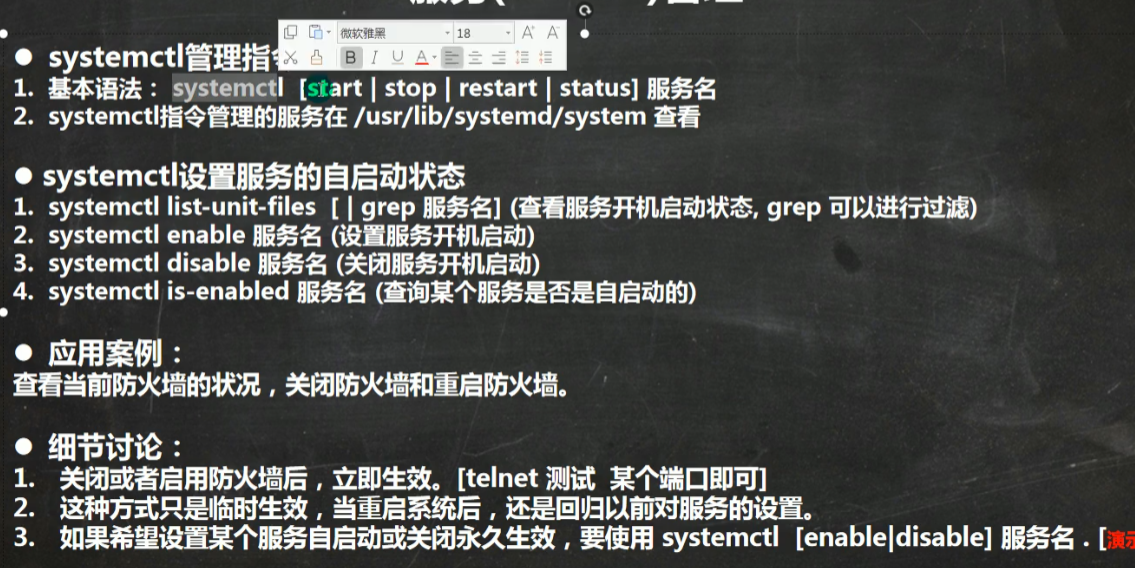 服务(
)管理
微软雅黑 18
● systemctl管理指
1. 基本语法： systemctl [start | stop | restart | status] 服务名
2. systemctl指令管理的服务在 /usr/lib/systemd/system 查看
● systemctl设置服务的自启动状态
1. systemctl list-unit-files [ | grep 服务名] (查看服务开机启动状态, grep 可以进行过滤)
2. systemctl enable 服务名 (设置服务开机启动)
3. systemctl disable 服务名 (关闭服务开机启动)
4. systemctl is-enabled 服务名 (查询某个服务是否是自启动的)
● 应用案例：
查看当前防火墙的状况，关闭防火墙和重启防火墙。
● 细节讨论：
1. 关闭或者启用防火墙后，立即生效。[telnet 测试 某个端口即可]
2. 这种方式只是临时生效，当重启系统后，还是回归以前对服务的设置。
3. 如果希望设置某个服务自启动或关闭永久生效，要使用 systemctl [enable|disable] 服务名 . [演示